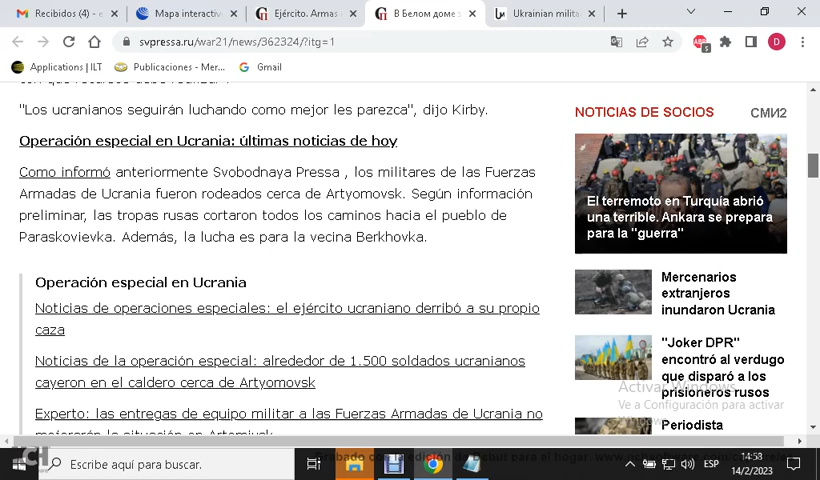 Recibidos (4) - e
Mapa interactiv
Ejército. Armas
В Белом доме з
Ukrainian milita
svpressa.ru/war21/news/362324/?itg=1
Applications | ILT
Publicaciones - Mer...
Gmail
"Los ucranianos seguirán luchando como mejor les parezca", dijo Kirby.
Operación especial en Ucrania: últimas noticias de hoy
Como informó anteriormente Svobodnaya Pressa , los militares de las Fuerzas
Armadas de Ucrania fueron rodeados cerca de Artyomovsk. Según información
preliminar, las tropas rusas cortaron todos los caminos hacia el pueblo de
Paraskovievka. Además, la lucha es para la vecina Berkhovka.
Operación especial en Ucrania
Noticias de operaciones especiales: el ejército ucraniano derribó a su propio
caza
Noticias de la operación especial: alrededor de 1.500 soldados ucranianos
cayeron en el caldero cerca de Artyomovsk
Experto: las entregas de equipo militar a las Fuerzas Armadas de Ucrania no
mejorarán la situación en Artemivsk
NOTICIAS DE SOCIOS
СМИ2
El terremoto en Turquía abrió
una terrible. Ankara se prepara
para la "guerra"
Mercenarios
extranjeros
inundaron Ucrania
"Joker DPR"
encontró al verdugo
que disparó a los
prisioneros rusos
Periodista
Activar Windows
Ve a Configuración para activar
Windows.
Escribe aquí para buscar.
ESP
14:58
14/2/2023